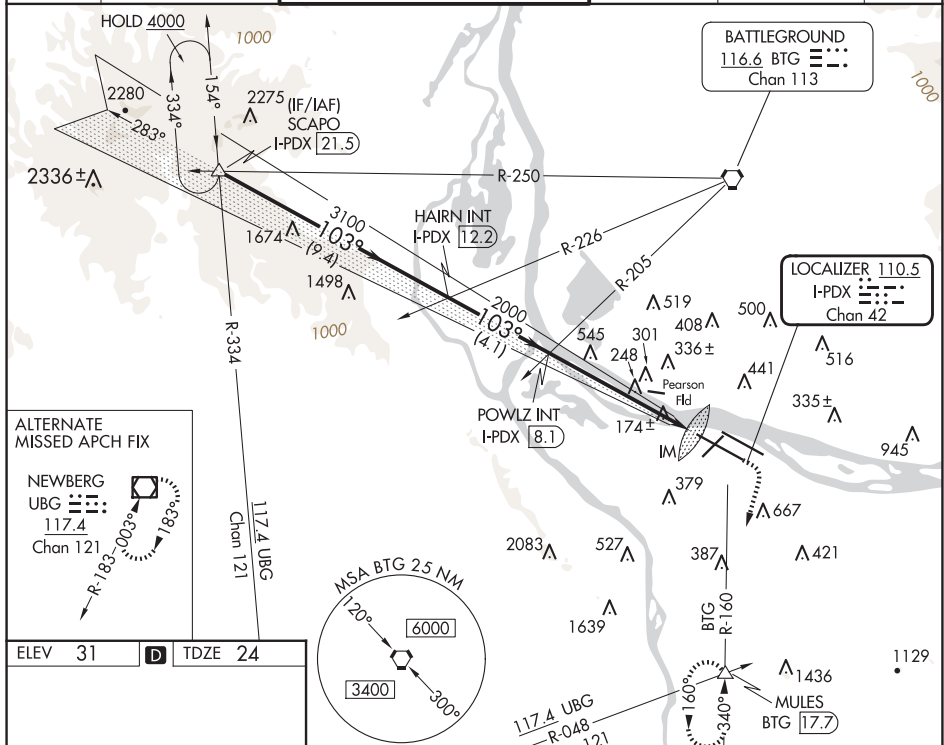 HOLD 4000
1000
BATTLEGROUND
116.6 BTG
Chan 113
1000
154°
334°
2280
283°
2275
(IF/IAF)
SCAPO
I-PDX 21.5
2336±
R-250
3100
103°
(9.4)
1674
1498
1000
HAIRN INT
I-PDX 12.2
R-226
R-205
R-334
2000
103°
(4.1)
LOCALIZER 110.5
I-PDX
Chan 42
519
408
500
545
301
248
336±
516
441
Pearson
Fld
335±
945
174±
IM
POWLZ INT
I-PDX 8.1
379
667
ALTERNATE
MISSED APCH FIX
NEWBERG
UBG
117.4
Chan 121
R-183
003°
183°
117.4 UBG
Chan 121
2083
527
387
421
1639
BTG
R-160
MSA BTG 25 NM
120°
6000
3400
300°
1436
1129
MULES
BTG 17.7
160°
340°
117.4 UBG
R-048
121
ELEV 31
D
TDZE 24